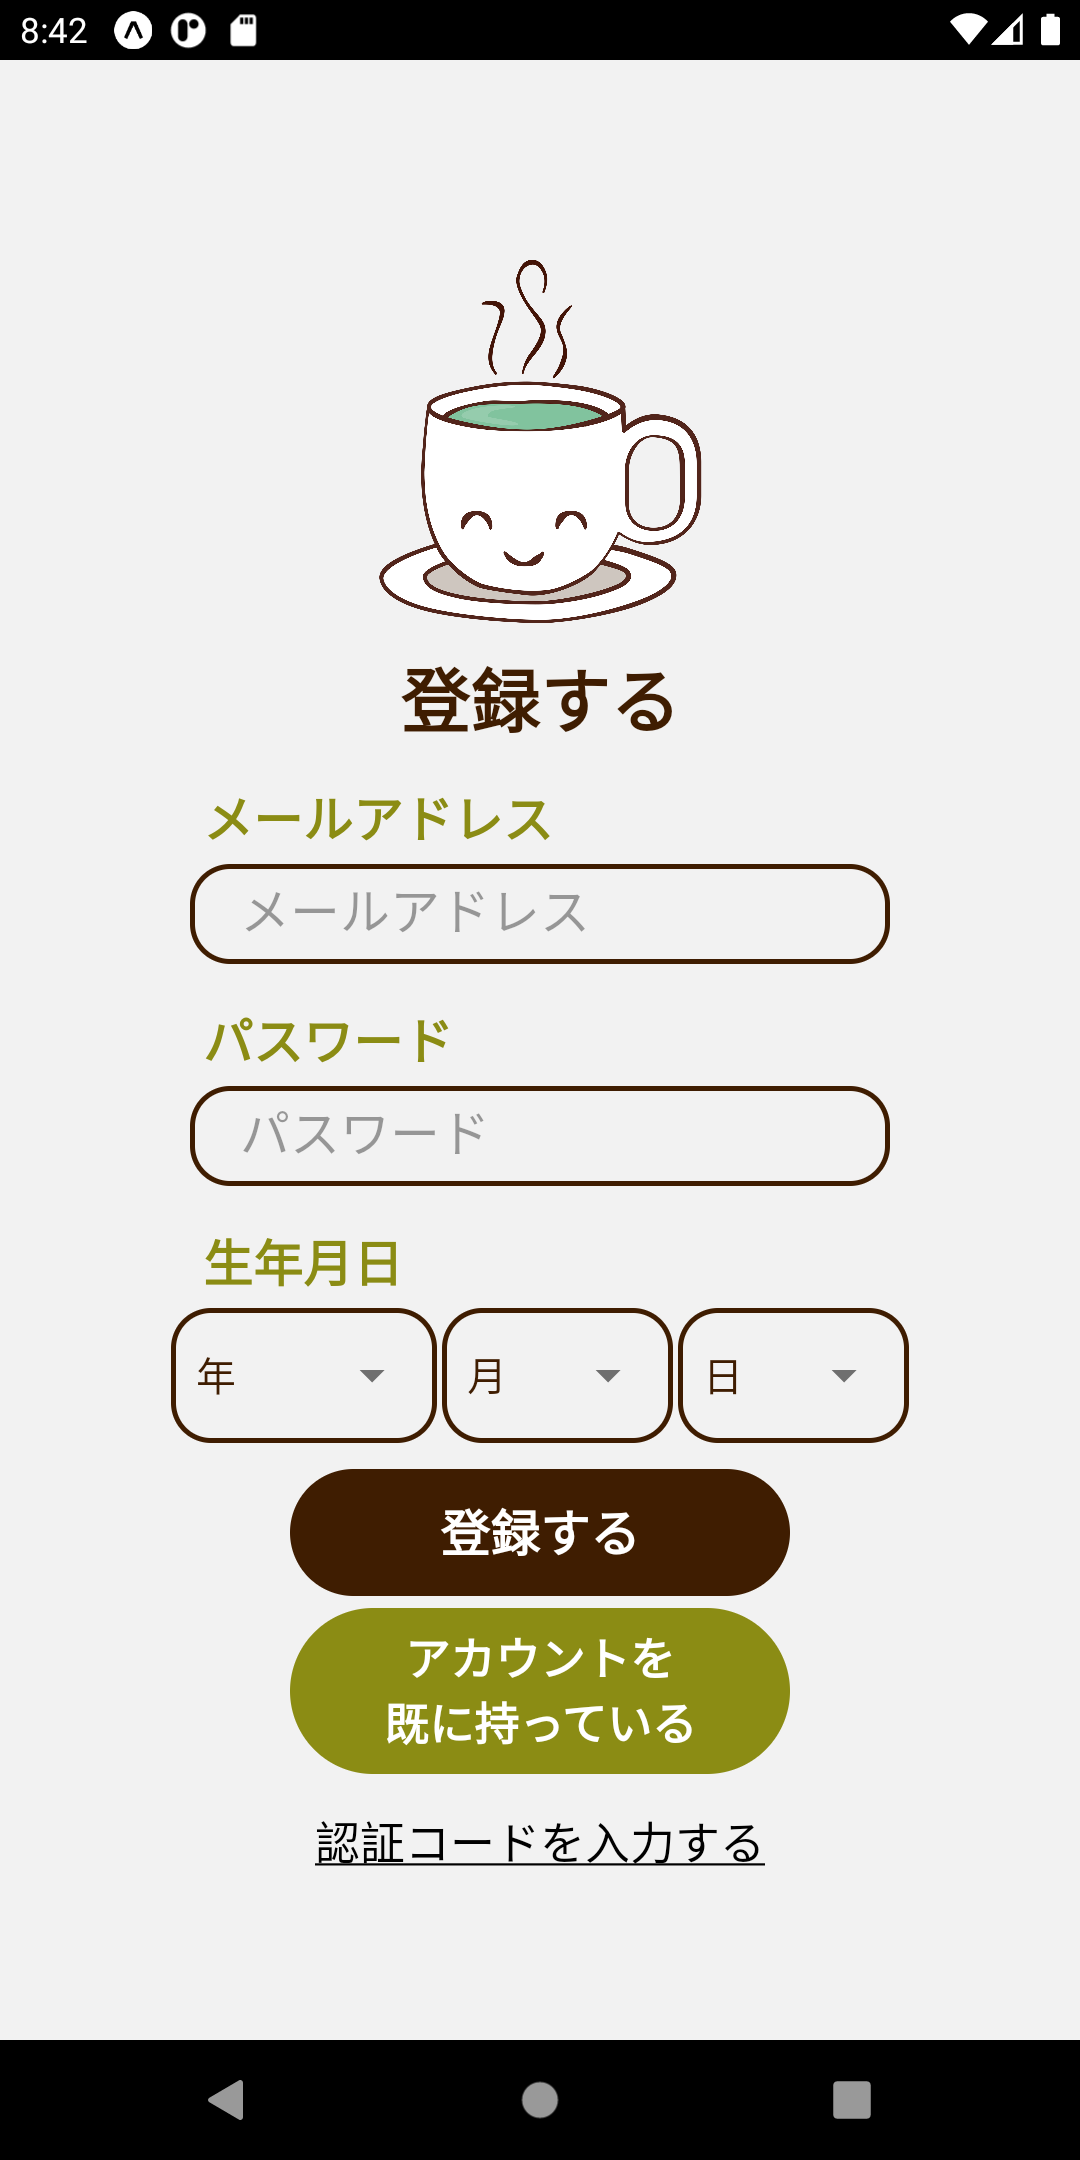 8:42
登録する
メールアドレス
メールアドレス
パスワード
パスワード
生年月日
年 月 日
登録する
アカウントを
既に持っている
認証コードを入力する